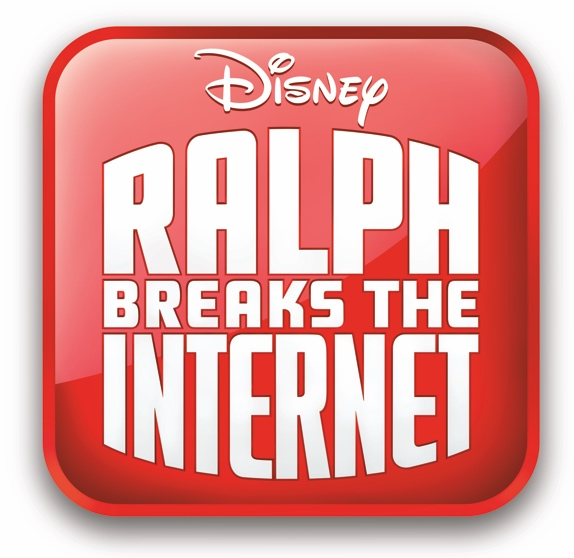 Disney
RALPH
BREAKS THE
INTERNET